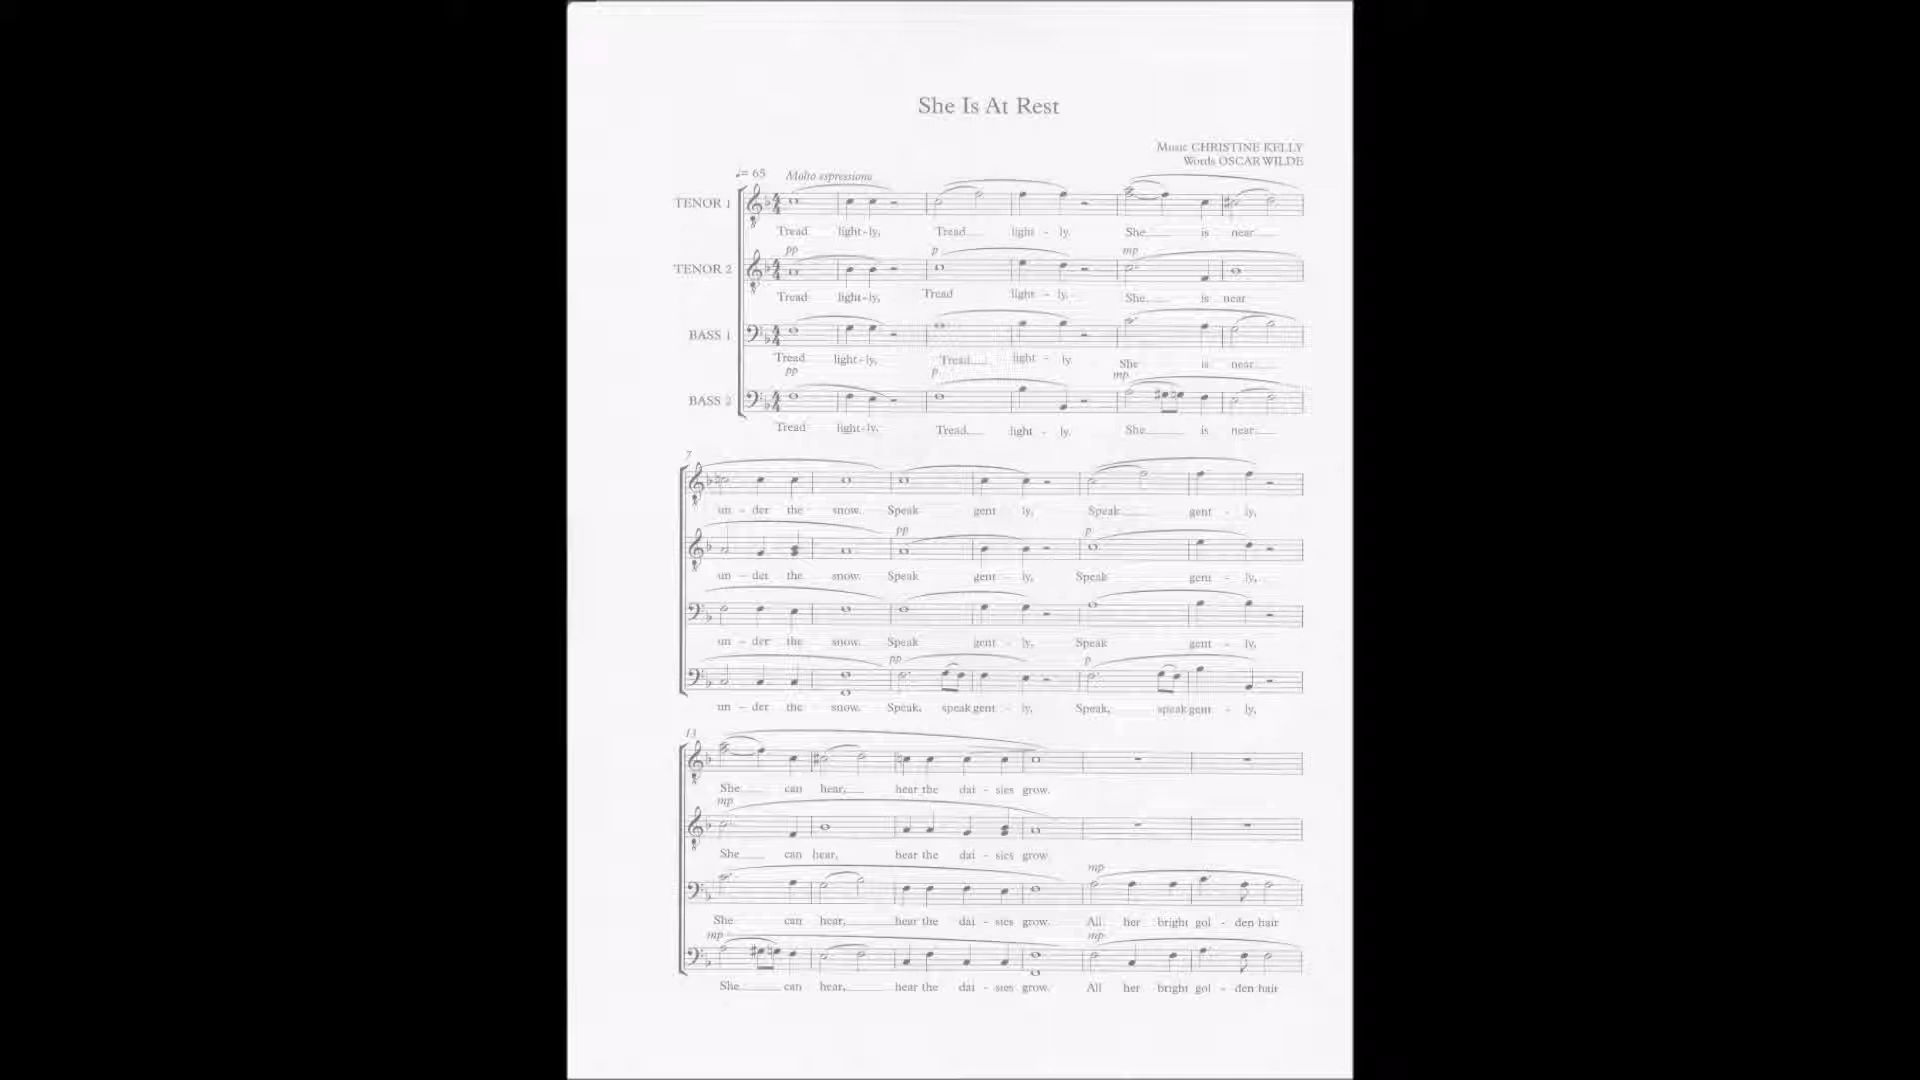 She Is At Rest
Music CHRISTINE KELLY
Words OSCAR WILDE
♩= 65 Molto espressiono
TENOR 1
Tread light-ly, Tread light - ly. She is near
pp p mp
TENOR 2
Tread light-ly, Tread light - ly. She is near
BASS 1
Tread light-ly, Tread light - ly She is near
pp p mp
BASS 2
Tread light-ly. Tread light - ly. She is near
7
un - der the snow. Speak gent ly, Speak gent - ly,
pp p
un - der the snow. Speak gent - ly, Speak gent - ly,
un - der the snow. Speak gent - ly, Speak gent - ly,
pp p
un - der the snow. Speak, speak gent - ly, Speak, speak gent - ly,
13
She can hear, hear the dai - sies grow.
mp
She can hear, hear the dai - sies grow
mp
She can hear, hear the dai - sies grow. All her bright gol - den hair
mp mp
She can hear, hear the dai - sies grow. All her bright gol - den hair